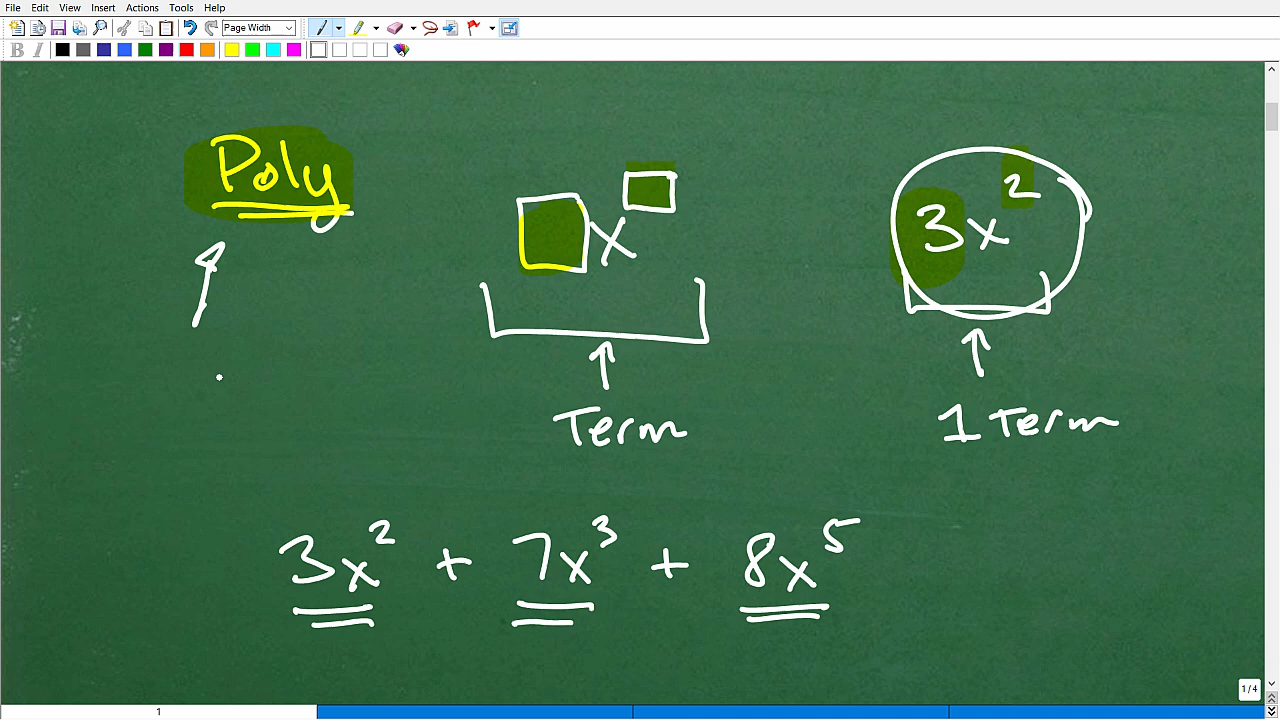 File Edit View Insert Actions Tools Help
Page Width
B I
Poly
□x^□
3x²
Term
1 Term
3x² + 7x³ + 8x⁵
1/4
1